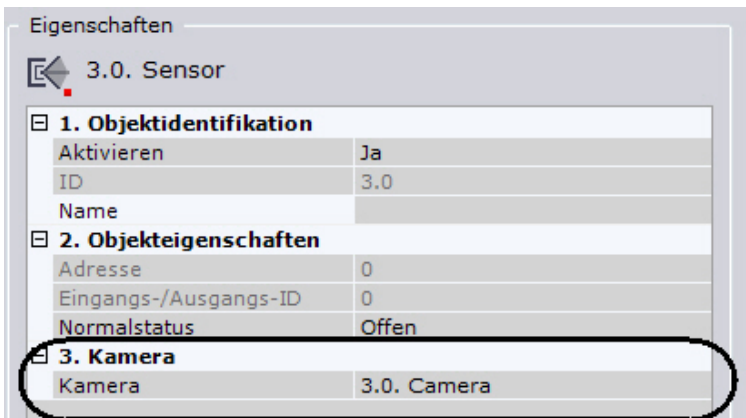 Eigenschaften
3.0. Sensor
1. Objektidentifikation
Aktivieren Ja
ID 3.0
Name
2. Objekteigenschaften
Adresse 0
Eingangs-/Ausgangs-ID 0
Normalstatus Offen
3. Kamera
Kamera 3.0. Camera